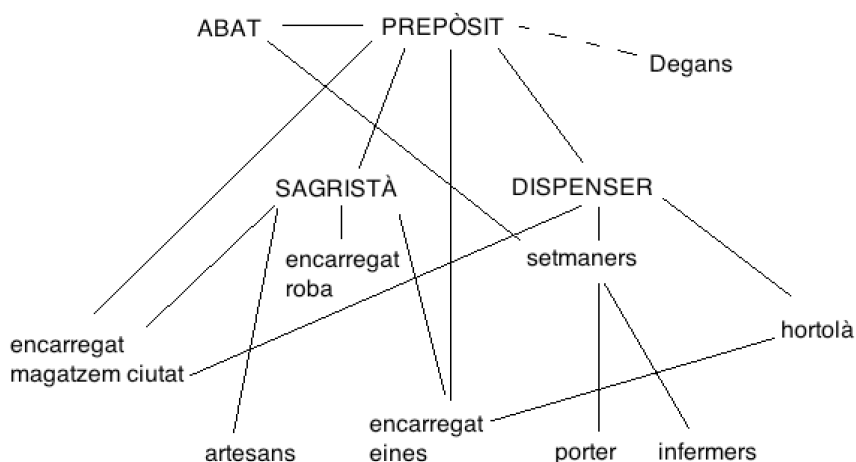 ABAT
PREPÒSIT
Degans
SAGRISTÀ
DISPENSER
encarregat
roba
setmaners
hortolà
encarregat
magatzem ciutat
encarregat
eines
artesans
porter
infermers